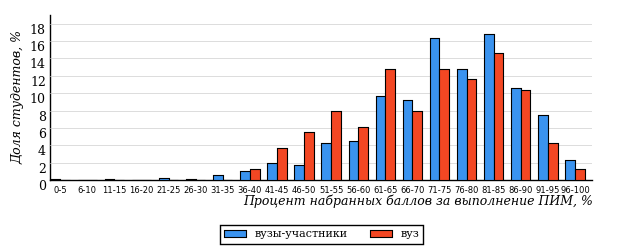 Доля студентов, %
18
16
14
12
10
8
6
4
2
0
0-5 6-10 11-15 16-20 21-25 26-30 31-35 36-40 41-45 46-50 51-55 56-60 61-65 66-70 71-75 76-80 81-85 86-90 91-95 96-100
Процент набранных баллов за выполнение ПИМ, %
вузы-участники вуз